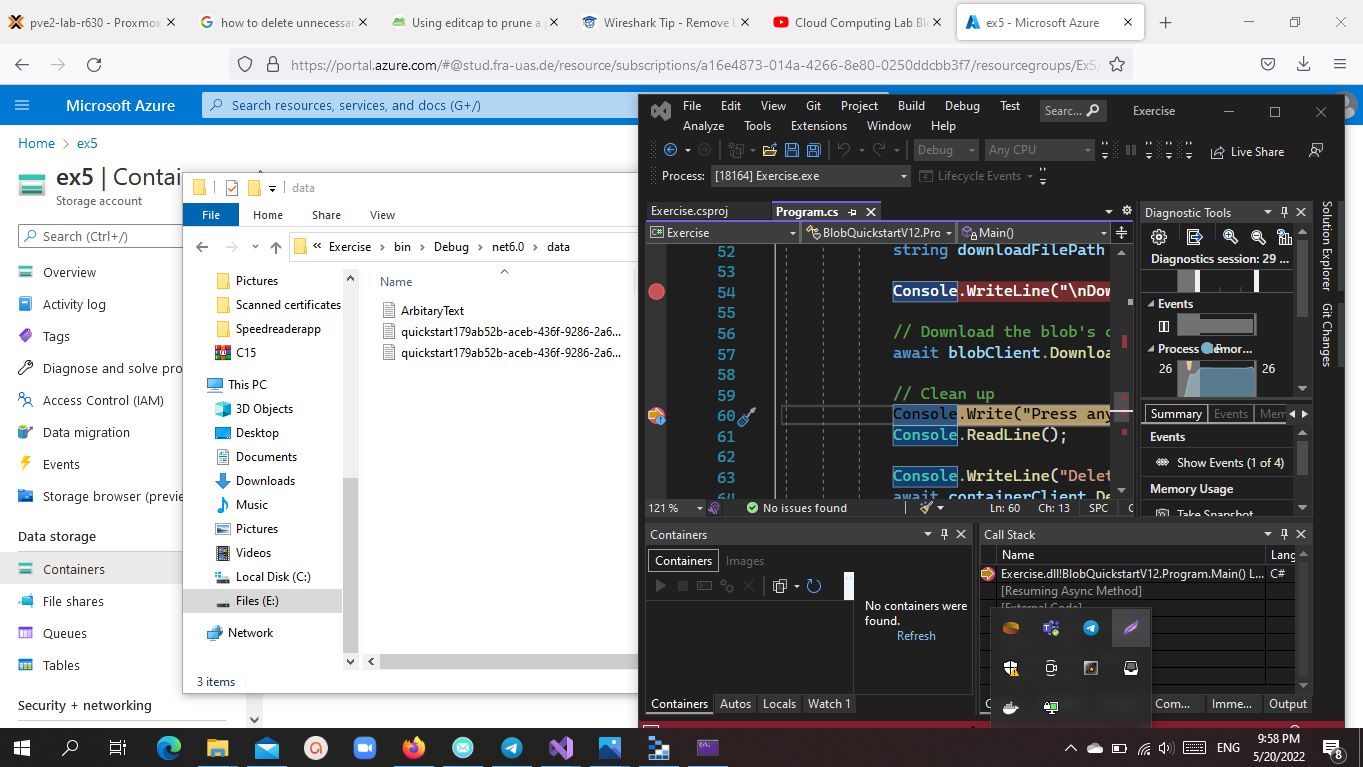 pve2-lab-r630 - Proxmox
how to delete unnecessar
Using editcap to prune a p
Wireshark Tip - Remove U
Cloud Computing Lab Blo
ex5 - Microsoft Azure
https://portal.azure.com/#@stud.fra-uas.de/resource/subscriptions/a16e4873-014a-4266-8e80-0250ddcbb3f7/resourcegroups/Ex5/
Microsoft Azure
Search resources, services, and docs (G+/)
Home > ex5
ex5 | Contai
Storage account
Search (Ctrl+/)
Overview
Activity log
Tags
Diagnose and solve pro
Access Control (IAM)
Data migration
Events
Storage browser (previe
Data storage
Containers
File shares
Queues
Tables
Security + networking
data
File Home Share View
« Exercise > bin > Debug > net6.0 > data
Pictures
Scanned certificates
Speedreaderapp
C15
This PC
3D Objects
Desktop
Documents
Downloads
Music
Pictures
Videos
Local Disk (C:)
Files (E:)
Network
Name
ArbitaryText
quickstart179ab52b-aceb-436f-9286-2a6...
quickstart179ab52b-aceb-436f-9286-2a6...
3 items
File Edit View Git Project Build Debug Test
Searc...
Exercise
Analyze Tools Extensions Window Help
Debug
Any CPU
Live Share
Process: [18164] Exercise.exe
Lifecycle Events
Exercise.csproj
Program.cs
Exercise
BlobQuickstartV12.Pro
Main()
52 string downloadFilePath
53
54 Console.WriteLine("\nDow
55
56 // Download the blob's c
57 await blobClient.Downloa
58
59 // Clean up
60 Console.Write("Press any
61 Console.ReadLine();
62
63 Console.WriteLine("Delet
64 await containerClient.De
121 %
No issues found
Ln: 60 Ch: 13 SPC
Diagnostic Tools
Diagnostics session: 29 ...
Events
26
26
Summary Events Mem
Events
Show Events (1 of 4)
Memory Usage
Take Snapshot
Solution Explorer
Git Changes
Containers
Containers Images
No containers were
found.
Refresh
Containers Autos Locals Watch 1
Call Stack
Name Lang
Exercise.dll!BlobQuickstartV12.Program.Main() L... C#
[Resuming Async Method]
[External Code]
Com... Imme... Output
ENG
9:58 PM
5/20/2022
8